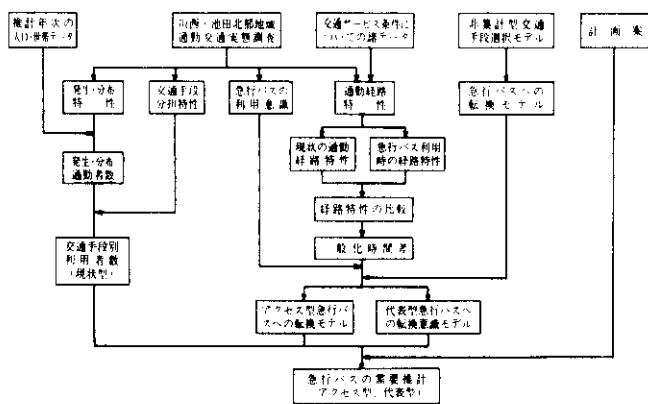 推計年次の
人口・世帯データ
川西・池田北部地域
通勤交通実態調査
交通サービス条件に
ついての諸データ
非集計型交通手
段選択モデル
計画案
発生・分布
特性
交通手段
分担特性
急行バスの
利用意識
通勤経路
特性
急行バスへの
転換モデル
発生・分布
通勤者数
現状の通勤
経路特性
急行バス利用
時の経路特性
経路特性の比較
一般化時間差
交通手段別
利用者数
(現状型)
アクセス型急行バ
スへの転換モデル
代表型急行バスへ
の転換意識モデル
急行バスの需要推計
(アクセス型、代表型)